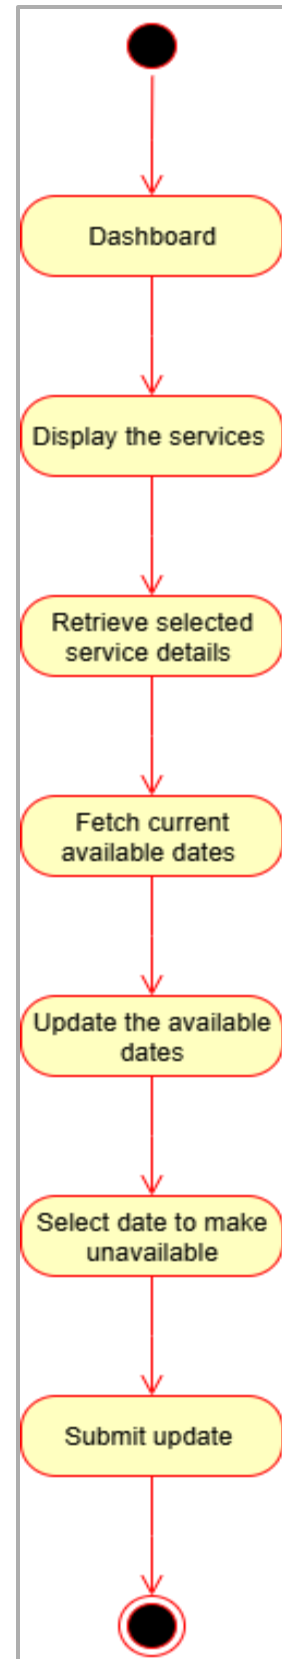 Dashboard
Display the services
Retrieve selected
service details
Fetch current
available dates
Update the available
dates
Select date to make
unavailable
Submit update